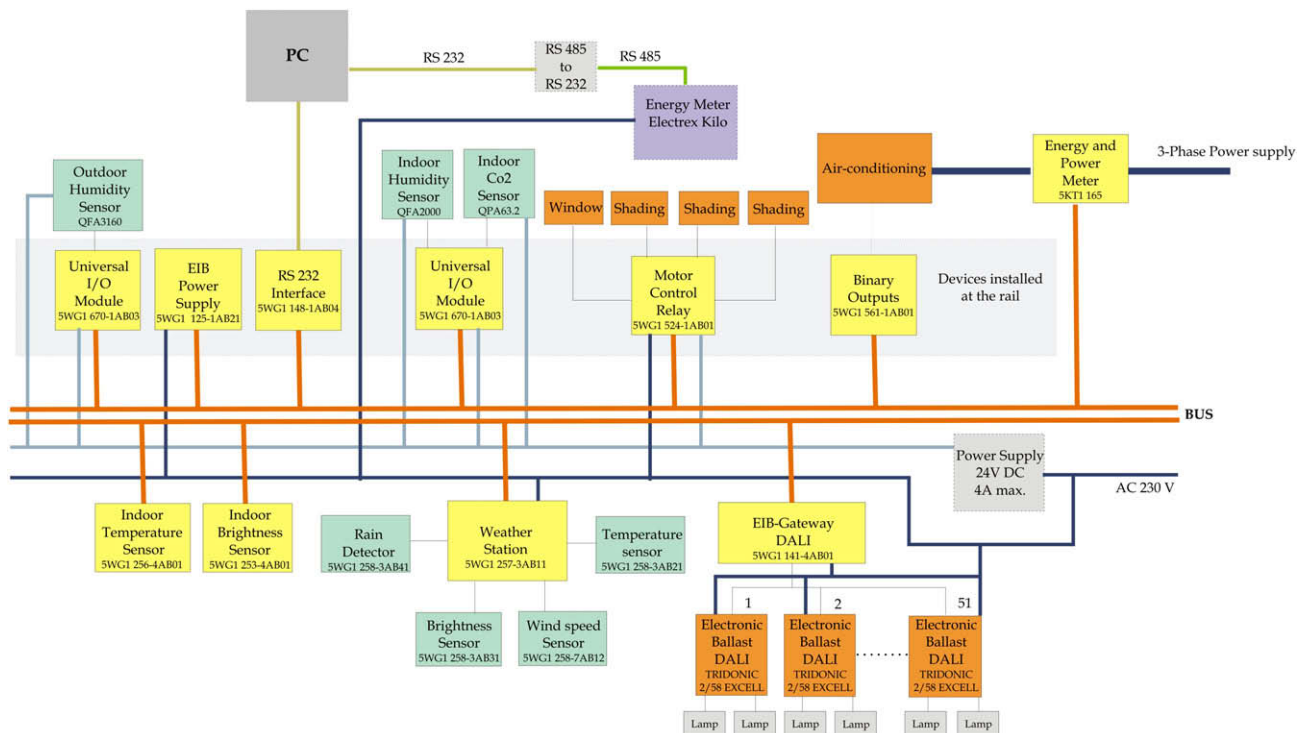 PC
RS 232
RS 485
to
RS 232
RS 485
Energy Meter
Electrex Kilo
Outdoor
Humidity
Sensor
QFA3160
Indoor
Humidity
Sensor
QFA2000
Indoor
Co2
Sensor
QPA63.2
Window
Shading
Shading
Shading
Air-conditioning
Energy and
Power
Meter
5KT1 165
3-Phase Power supply
Universal
I/O
Module
5WG1 670-1AB03
EIB
Power
Supply
5WG1 125-1AB21
RS 232
Interface
5WG1 148-1AB04
Universal
I/O
Module
5WG1 670-1AB03
Motor
Control
Relay
5WG1 524-1AB01
Binary
Outputs
5WG1 561-1AB01
Devices installed
at the rail
BUS
Power Supply
24V DC
4A max.
AC 230 V
Indoor
Temperature
Sensor
5WG1 256-4AB01
Indoor
Brightness
Sensor
5WG1 253-4AB01
Rain
Detector
5WG1 258-3AB41
Weather
Station
5WG1 257-3AB11
Temperature
sensor
5WG1 258-3AB21
EIB-Gateway
DALI
5WG1 141-4AB01
Brightness
Sensor
5WG1 258-3AB31
Wind speed
Sensor
5WG1 258-7AB12
1
2
51
Electronic
Ballast
DALI
TRIDONIC
2/58 EXCELL
Electronic
Ballast
DALI
TRIDONIC
2/58 EXCELL
Electronic
Ballast
DALI
TRIDONIC
2/58 EXCELL
Lamp
Lamp
Lamp
Lamp
Lamp
Lamp